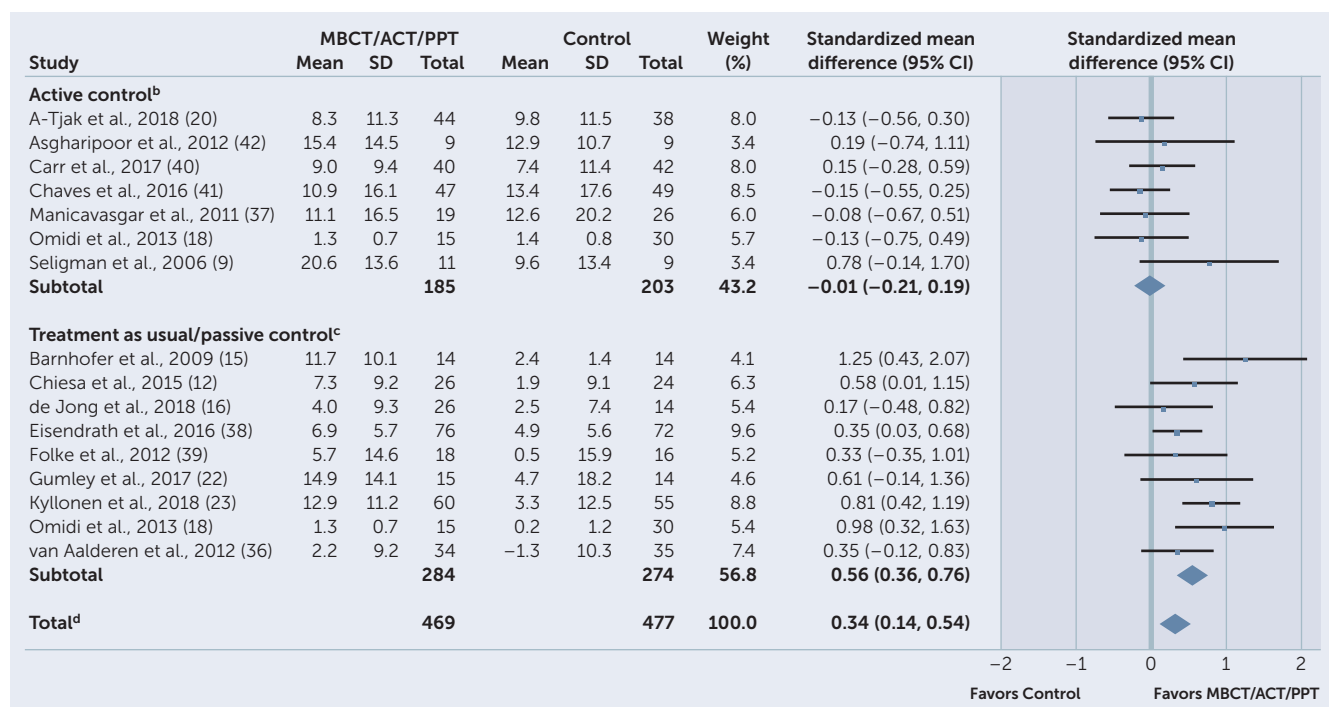 MBCT/ACT/PPT Control Weight Standardized mean Standardized mean
Study Mean SD Total Mean SD Total (%) difference (95% CI) difference (95% CI)
Active controlᵇ
A-Tjak et al., 2018 (20) 8.3 11.3 44 9.8 11.5 38 8.0 −0.13 (−0.56, 0.30)
Asgharipoor et al., 2012 (42) 15.4 14.5 9 12.9 10.7 9 3.4 0.19 (−0.74, 1.11)
Carr et al., 2017 (40) 9.0 9.4 40 7.4 11.4 42 8.0 0.15 (−0.28, 0.59)
Chaves et al., 2016 (41) 10.9 16.1 47 13.4 17.6 49 8.5 −0.15 (−0.55, 0.25)
Manicavasgar et al., 2011 (37) 11.1 16.5 19 12.6 20.2 26 6.0 −0.08 (−0.67, 0.51)
Omidi et al., 2013 (18) 1.3 0.7 15 1.4 0.8 30 5.7 −0.13 (−0.75, 0.49)
Seligman et al., 2006 (9) 20.6 13.6 11 9.6 13.4 9 3.4 0.78 (−0.14, 1.70)
Subtotal 185 203 43.2 −0.01 (−0.21, 0.19)
Treatment as usual/passive controlᶜ
Barnhofer et al., 2009 (15) 11.7 10.1 14 2.4 1.4 14 4.1 1.25 (0.43, 2.07)
Chiesa et al., 2015 (12) 7.3 9.2 26 1.9 9.1 24 6.3 0.58 (0.01, 1.15)
de Jong et al., 2018 (16) 4.0 9.3 26 2.5 7.4 14 5.4 0.17 (−0.48, 0.82)
Eisendrath et al., 2016 (38) 6.9 5.7 76 4.9 5.6 72 9.6 0.35 (0.03, 0.68)
Folke et al., 2012 (39) 5.7 14.6 18 0.5 15.9 16 5.2 0.33 (−0.35, 1.01)
Gumley et al., 2017 (22) 14.9 14.1 15 4.7 18.2 14 4.6 0.61 (−0.14, 1.36)
Kyllonen et al., 2018 (23) 12.9 11.2 60 3.3 12.5 55 8.8 0.81 (0.42, 1.19)
Omidi et al., 2013 (18) 1.3 0.7 15 0.2 1.2 30 5.4 0.98 (0.32, 1.63)
van Aalderen et al., 2012 (36) 2.2 9.2 34 −1.3 10.3 35 7.4 0.35 (−0.12, 0.83)
Subtotal 284 274 56.8 0.56 (0.36, 0.76)
Totalᵈ 469 477 100.0 0.34 (0.14, 0.54)
−2 −1 0 1 2
Favors Control Favors MBCT/ACT/PPT